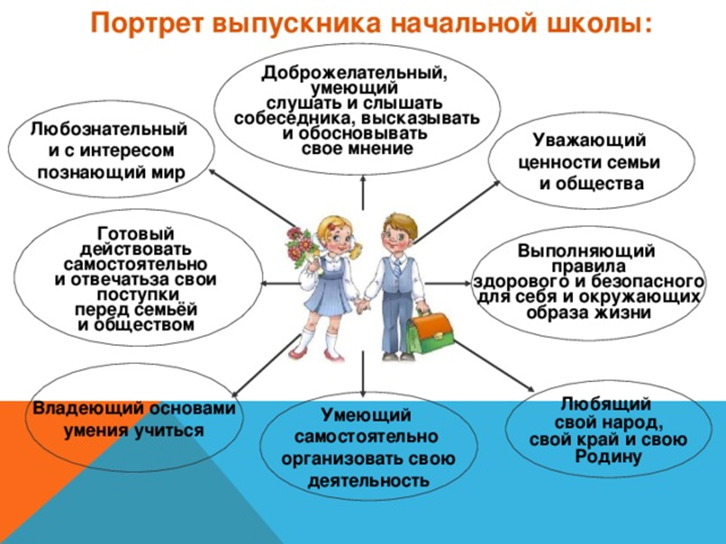 Портрет выпускника начальной школы:
Доброжелательный,
умеющий
слушать и слышать
собеседника, высказывать
и обосновывать
свое мнение
Любознательный
и с интересом
познающий мир
Уважающий
ценности семьи
и общества
Готовый
действовать
самостоятельно
и отвечатьза свои
поступки
перед семьёй
и обществом
Выполняющий
правила
здорового и безопасного
для себя и окружающих
образа жизни
Владеющий основами
умения учиться
Умеющий
самостоятельно
организовать свою
деятельность
Любящий
свой народ,
свой край и свою
Родину